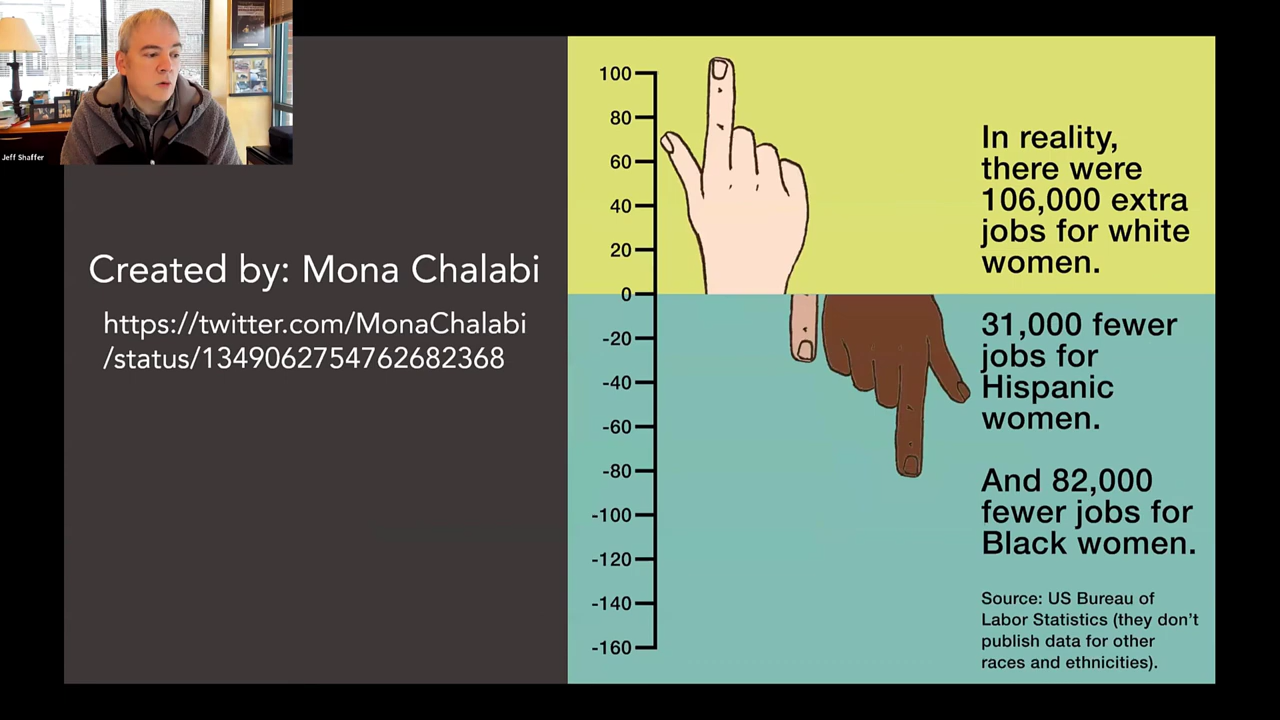 Jeff Shaffer
Created by: Mona Chalabi
https://twitter.com/MonaChalabi
/status/1349062754762682368
100
80
60
40
20
0
-20
-40
-60
-80
-100
-120
-140
-160
In reality,
there were
106,000 extra
jobs for white
women.
31,000 fewer
jobs for
Hispanic
women.
And 82,000
fewer jobs for
Black women.
Source: US Bureau of
Labor Statistics (they don't
publish data for other
races and ethnicities).